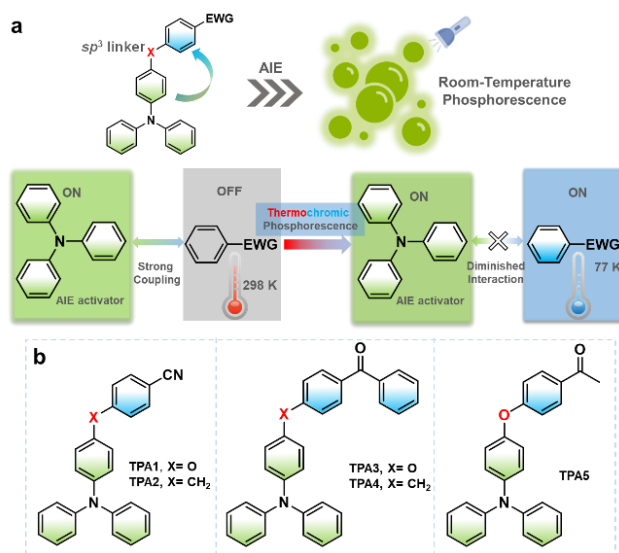 a
EWG
sp³ linker
X
N
AIE
Room-Temperature
Phosphorescence
ON
N
AIE activator
Strong
Coupling
OFF
EWG
298 K
Thermochromic
Phosphorescence
ON
N
AIE activator
Diminished
Interaction
ON
EWG
77 K
b
CN
X
TPA1, X= O
TPA2, X= CH₂
N
O
X
TPA3, X= O
TPA4, X= CH₂
N
O
O
TPA5
N